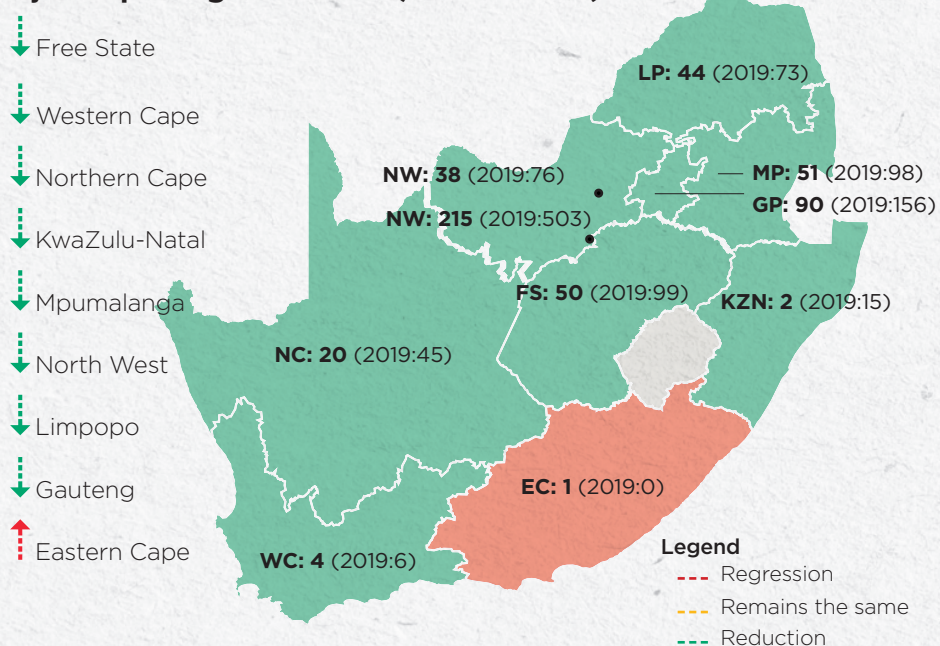 Free State
Western Cape
Northern Cape
KwaZulu-Natal
Mpumalanga
North West
Limpopo
Gauteng
Eastern Cape
LP: 44 (2019:73)
NW: 38 (2019:76)
MP: 51 (2019:98)
GP: 90 (2019:156)
NW: 215 (2019:503)
FS: 50 (2019:99)
KZN: 2 (2019:15)
NC: 20 (2019:45)
EC: 1 (2019:0)
WC: 4 (2019:6)
Legend
Regression
Remains the same
Reduction